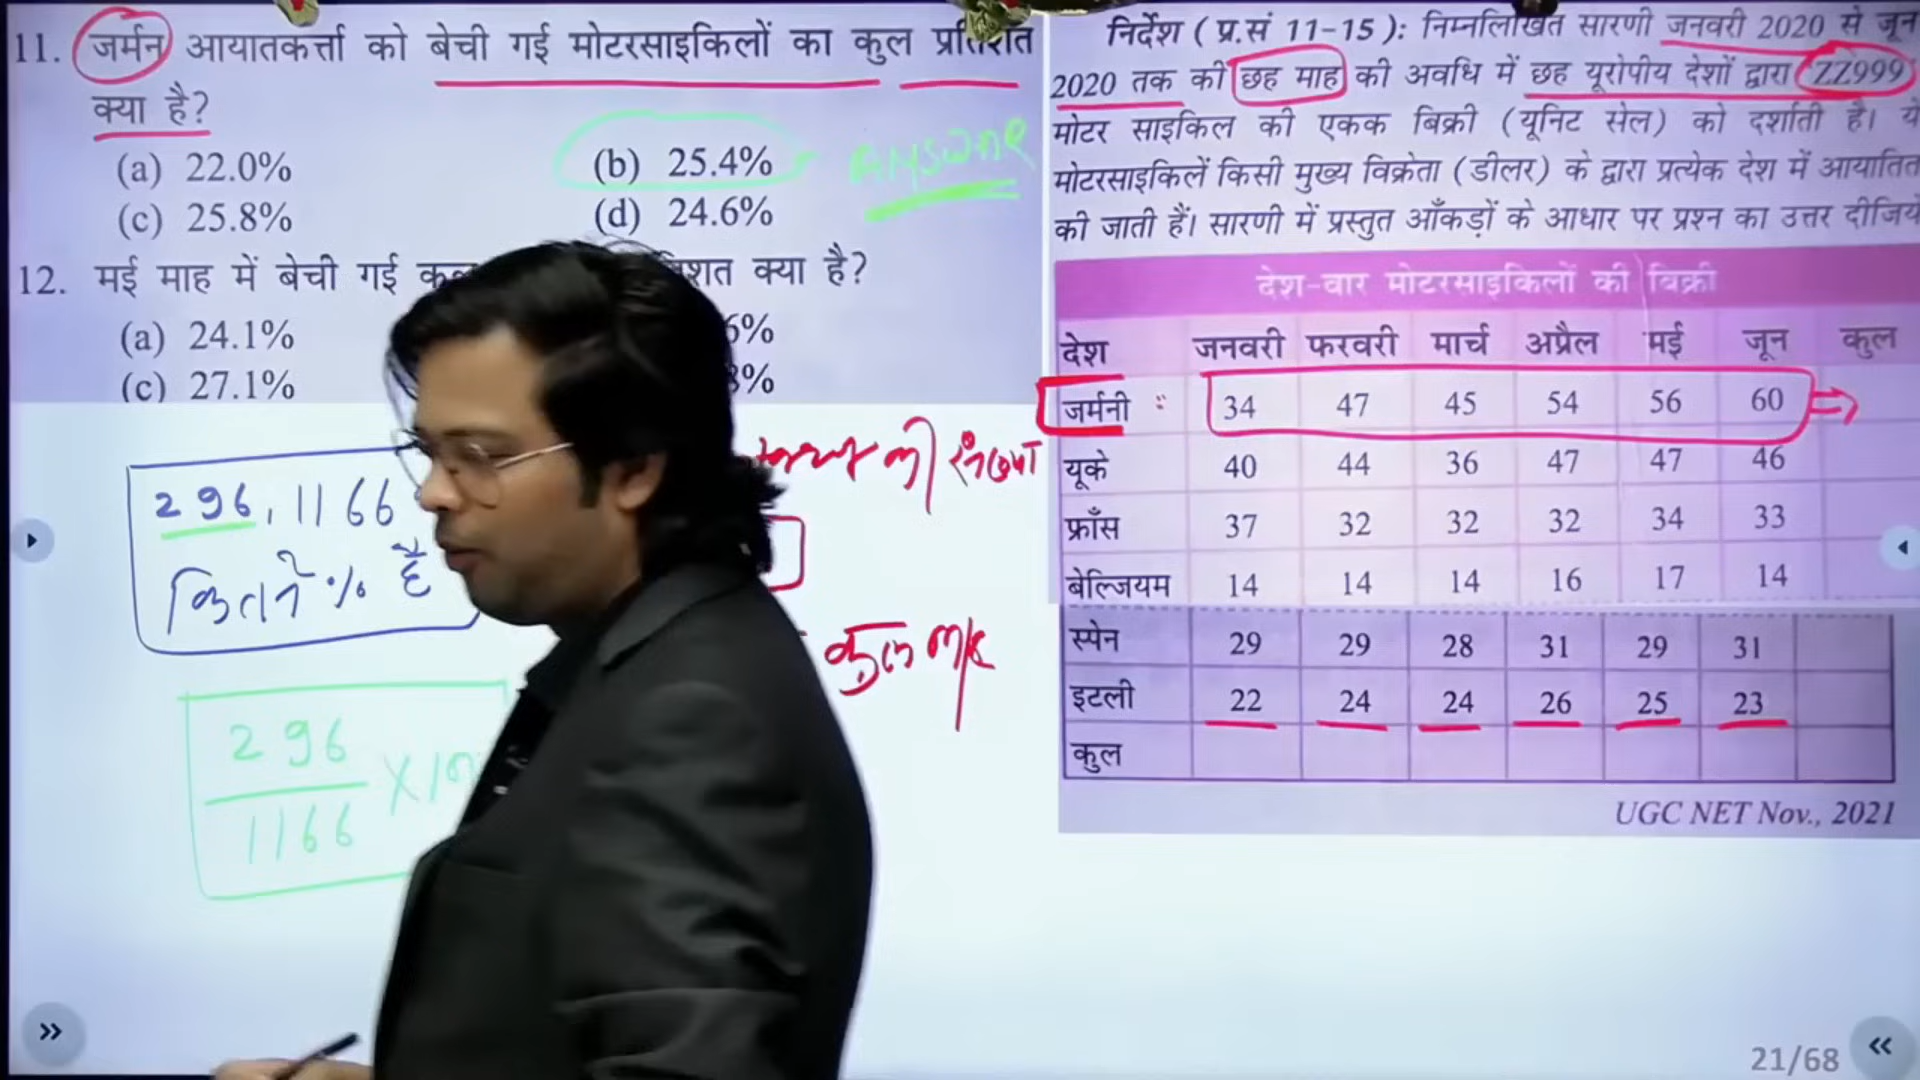 11. जर्मन आयातकर्त्ता को बेची गई मोटरसाइकिलों का कुल प्रतिशत
क्या है?
(a) 22.0%
(b) 25.4%
Answer
(c) 25.8%
(d) 24.6%
12. मई माह में बेची गई क प्रतिशत क्या है?
(a) 24.1%
6%
(c) 27.1%
8%
296, 1166
कितने % है
296
1166
की संख्या
कुल
निर्देश (प्र.सं 11-15): निम्नलिखित सारणी जनवरी 2020 से जून
2020 तक की छह माह की अवधि में छह यूरोपीय देशों द्वारा ZZ999
मोटर साइकिल की एकक बिक्री (यूनिट सेल) को दर्शाती है। ये
मोटरसाइकिलें किसी मुख्य विक्रेता (डीलर) के द्वारा प्रत्येक देश में आयातित
की जाती हैं। सारणी में प्रस्तुत आँकड़ों के आधार पर प्रश्न का उत्तर दीजिये
देश-वार मोटरसाइकिलों की बिक्री
देश जनवरी फरवरी मार्च अप्रैल मई जून कुल
जर्मनी 34 47 45 54 56 60
यूके 40 44 36 47 47 46
फ्राँस 37 32 32 32 34 33
बेल्जियम 14 14 14 16 17 14
स्पेन 29 29 28 31 29 31
इटली 22 24 24 26 25 23
कुल
UGC NET Nov., 2021
21/68